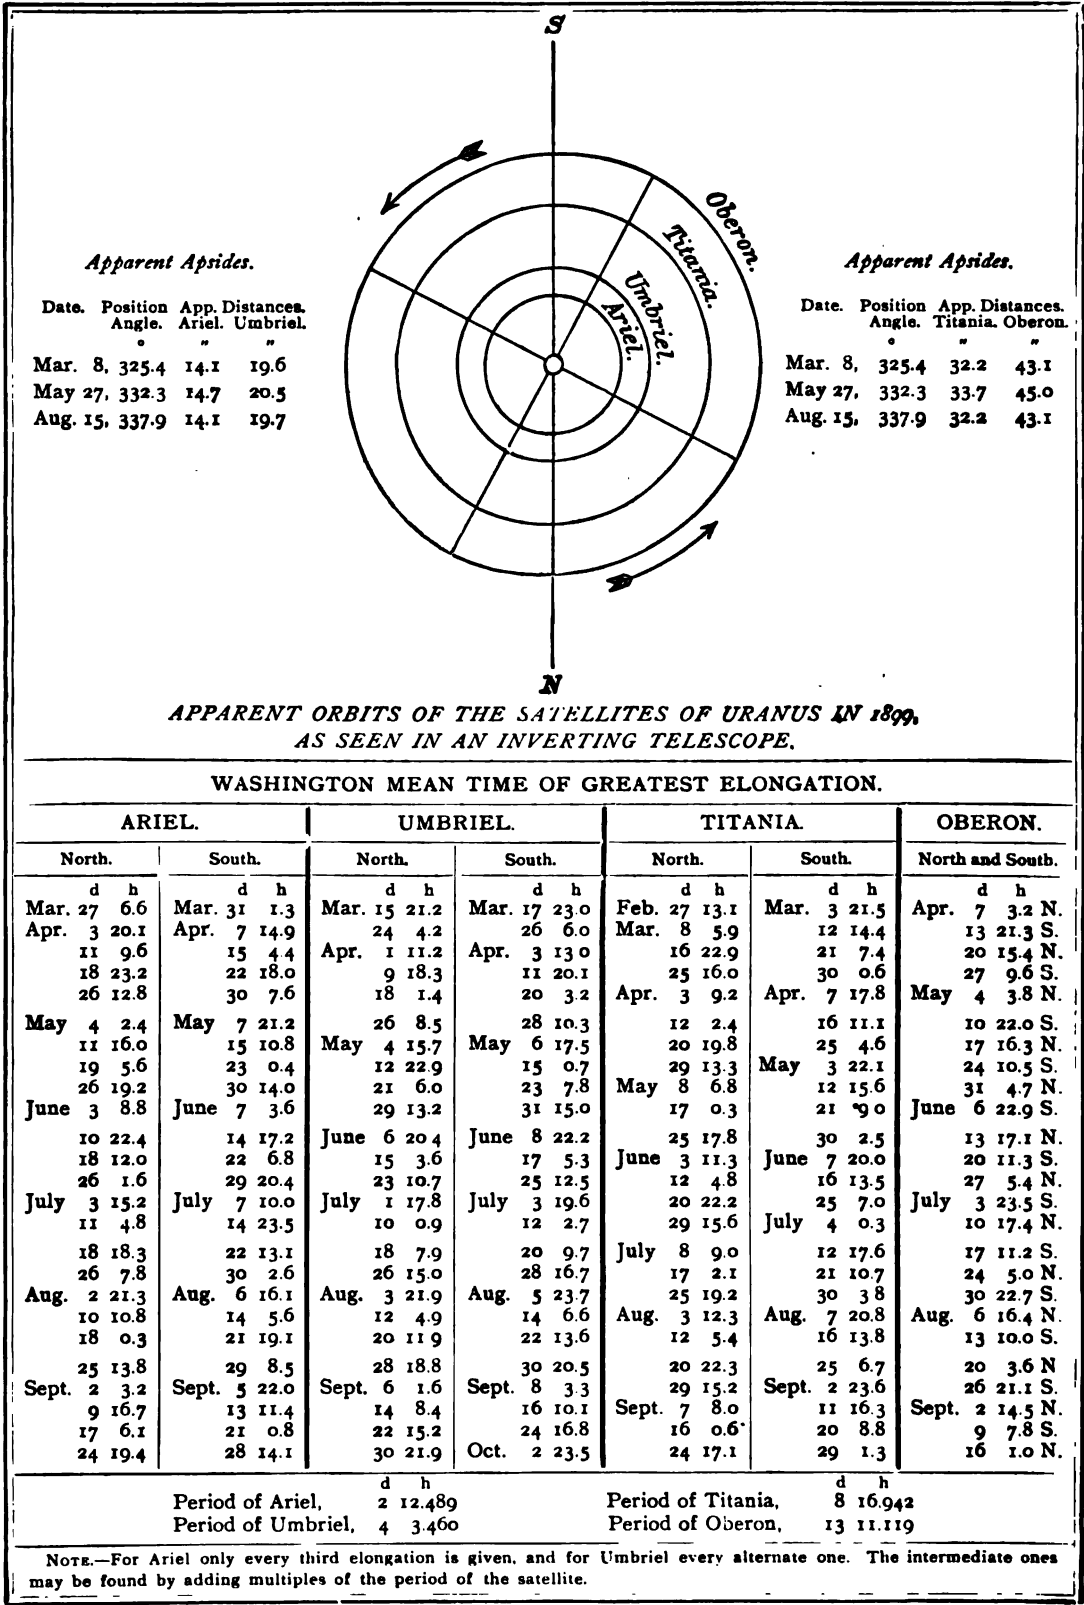 S
Oberon.
Titania.
Umbriel.
Ariel.
Apparent Apsides.
Date. Position App. Distances.
Angle. Ariel. Umbriel.
° " "
Mar. 8, 325.4 14.1 19.6
May 27, 332.3 14.7 20.5
Aug. 15, 337.9 14.1 19.7
Apparent Apsides.
Date. Position App. Distances.
Angle. Titania. Oberon.
° " "
Mar. 8, 325.4 32.2 43.1
May 27, 332.3 33.7 45.0
Aug. 15, 337.9 32.2 43.1
N
APPARENT ORBITS OF THE SATELLITES OF URANUS IN 1899,
AS SEEN IN AN INVERTING TELESCOPE.
WASHINGTON MEAN TIME OF GREATEST ELONGATION.
ARIEL. UMBRIEL. TITANIA. OBERON.
North. South. North. South. North. South. North and South.
d h d h d h d h d h d h d h
Mar. 27 6.6 Mar. 31 1.3 Mar. 15 21.2 Mar. 17 23.0 Feb. 27 13.1 Mar. 3 21.5 Apr. 7 3.2 N.
Apr. 3 20.1 Apr. 7 14.9 24 4.2 26 6.0 Mar. 8 5.9 12 14.4 13 21.3 S.
11 9.6 15 4.4 Apr. 1 11.2 Apr. 3 13 0 16 22.9 21 7.4 20 15.4 N.
18 23.2 22 18.0 9 18.3 11 20.1 25 16.0 30 0.6 27 9.6 S.
26 12.8 30 7.6 18 1.4 20 3.2 Apr. 3 9.2 Apr. 7 17.8 May 4 3.8 N.
May 4 2.4 May 7 21.2 26 8.5 28 10.3 12 2.4 16 11.1 10 22.0 S.
11 16.0 15 10.8 May 4 15.7 May 6 17.5 20 19.8 25 4.6 17 16.3 N.
19 5.6 23 0.4 12 22.9 15 0.7 29 13.3 May 3 22.1 24 10.5 S.
26 19.2 30 14.0 21 6.0 23 7.8 May 8 6.8 12 15.6 31 4.7 N.
June 3 8.8 June 7 3.6 29 13.2 31 15.0 17 0.3 21 9 0 June 6 22.9 S.
10 22.4 14 17.2 June 6 20 4 June 8 22.2 25 17.8 30 2.5 13 17.1 N.
18 12.0 22 6.8 15 3.6 17 5.3 June 3 11.3 June 7 20.0 20 11.3 S.
26 1.6 29 20.4 23 10.7 25 12.5 12 4.8 16 13.5 27 5.4 N.
July 3 15.2 July 7 10.0 July 1 17.8 July 3 19.6 20 22.2 25 7.0 July 3 23.5 S.
11 4.8 14 23.5 10 0.9 12 2.7 29 15.6 July 4 0.3 10 17.4 N.
18 18.3 22 13.1 18 7.9 20 9.7 July 8 9.0 12 17.6 17 11.2 S.
26 7.8 30 2.6 26 15.0 28 16.7 17 2.1 21 10.7 24 5.0 N.
Aug. 2 21.3 Aug. 6 16.1 Aug. 3 21.9 Aug. 5 23.7 25 19.2 30 3 8 30 22.7 S.
10 10.8 14 5.6 12 4.9 14 6.6 Aug. 3 12.3 Aug. 7 20.8 Aug. 6 16.4 N.
18 0.3 21 19.1 20 11 9 22 13.6 12 5.4 16 13.8 13 10.0 S.
25 13.8 29 8.5 28 18.8 30 20.5 20 22.3 25 6.7 20 3.6 N
Sept. 2 3.2 Sept. 5 22.0 Sept. 6 1.6 Sept. 8 3.3 29 15.2 Sept. 2 23.6 26 21.1 S.
9 16.7 13 11.4 14 8.4 16 10.1 Sept. 7 8.0 11 16.3 Sept. 2 14.5 N.
17 6.1 21 0.8 22 15.2 24 16.8 16 0.6 20 8.8 9 7.8 S.
24 19.4 28 14.1 30 21.9 Oct. 2 23.5 24 17.1 29 1.3 16 1.0 N.
d h d h
Period of Ariel, 2 12.489 Period of Titania, 8 16.942
Period of Umbriel, 4 3.460 Period of Oberon, 13 11.119
NOTE.—For Ariel only every third elongation is given, and for Umbriel every alternate one. The intermediate ones
may be found by adding multiples of the period of the satellite.